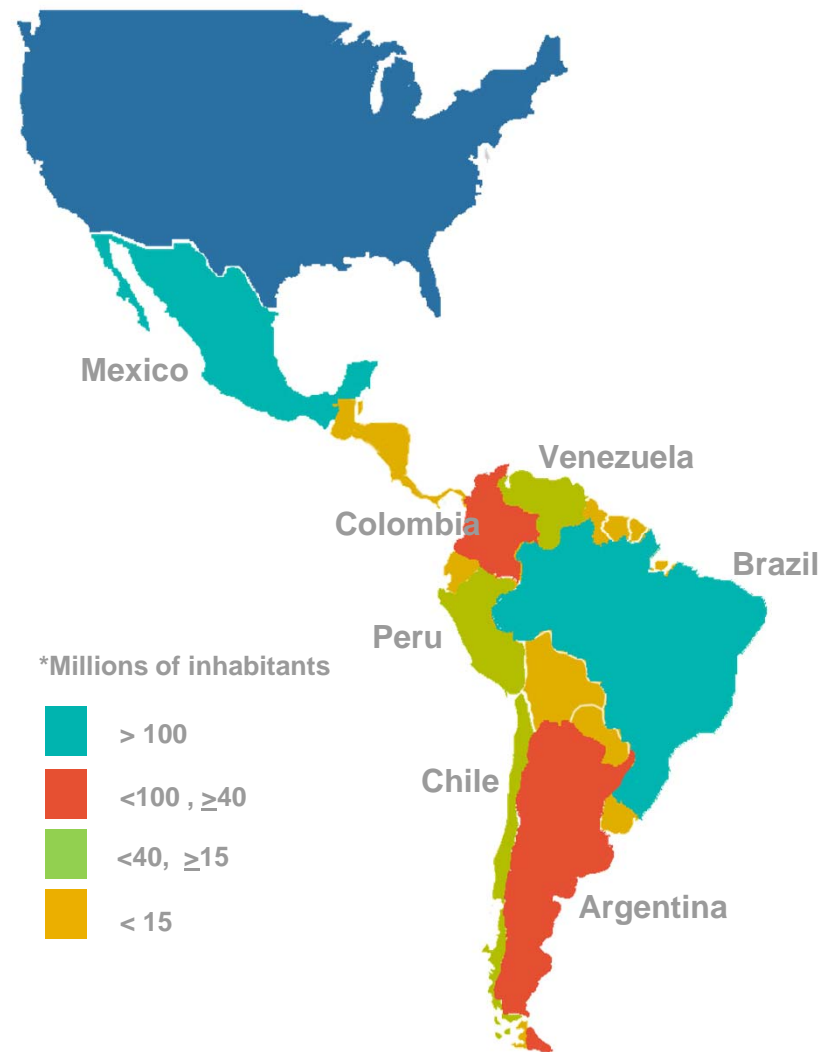 Mexico
Venezuela
Colombia
Brazil
Peru
*Millions of inhabitants
> 100
<100 , ≥40
Chile
<40, ≥15
Argentina
< 15